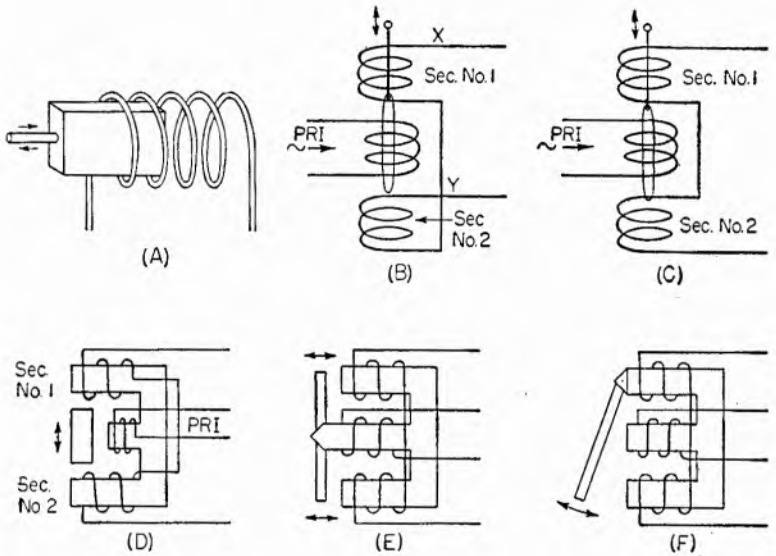 X
Sec. No.1
PRI
~
Y
Sec
No.2
(A)
(B)
Sec. No.1
PRI
~
Sec. No.2
(C)
Sec.
No.1
PRI
Sec.
No.2
(D)
(E)
(F)